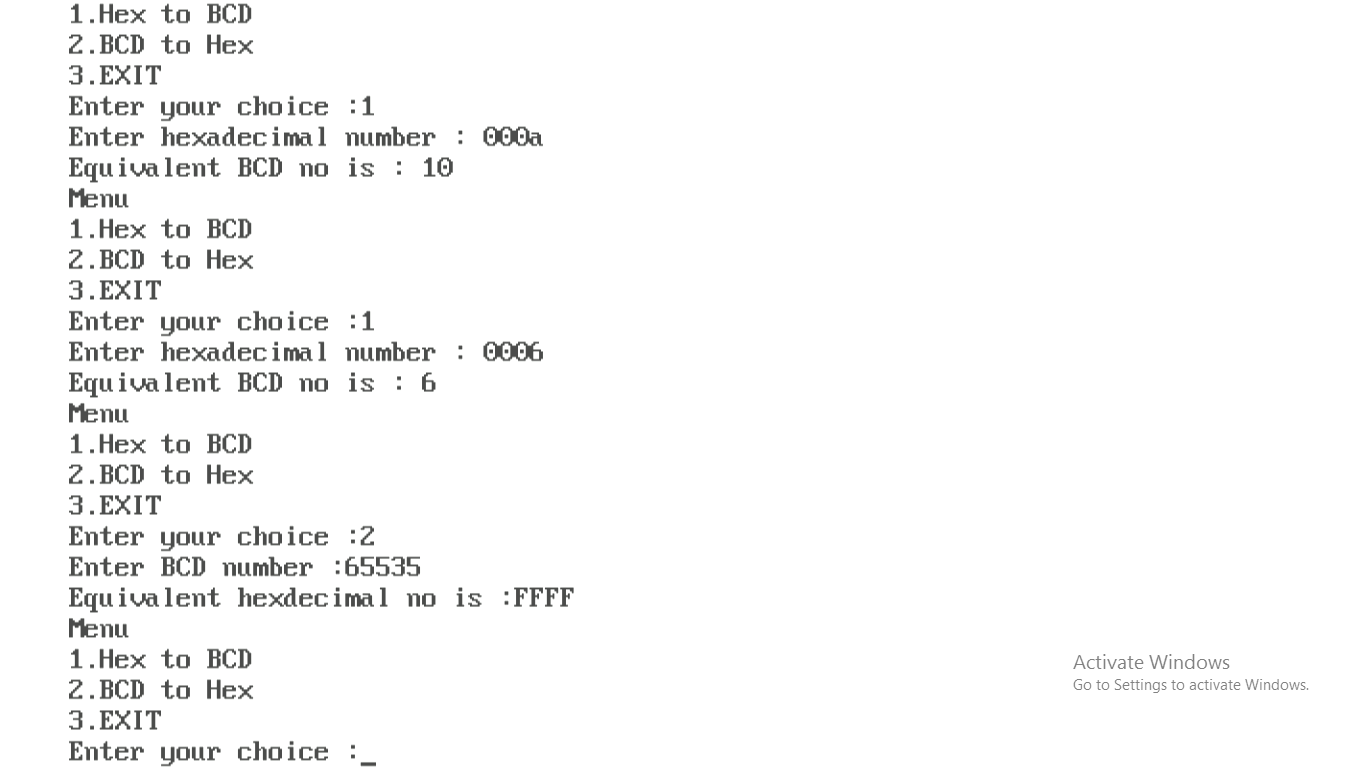 1.Hex to BCD
2.BCD to Hex
3.EXIT
Enter your choice :1
Enter hexadecimal number : 000a
Equivalent BCD no is : 10
Menu
1.Hex to BCD
2.BCD to Hex
3.EXIT
Enter your choice :1
Enter hexadecimal number : 0006
Equivalent BCD no is : 6
Menu
1.Hex to BCD
2.BCD to Hex
3.EXIT
Enter your choice :2
Enter BCD number :65535
Equivalent hexdecimal no is :FFFF
Menu
1.Hex to BCD
2.BCD to Hex
3.EXIT
Enter your choice :_
Activate Windows
Go to Settings to activate Windows.